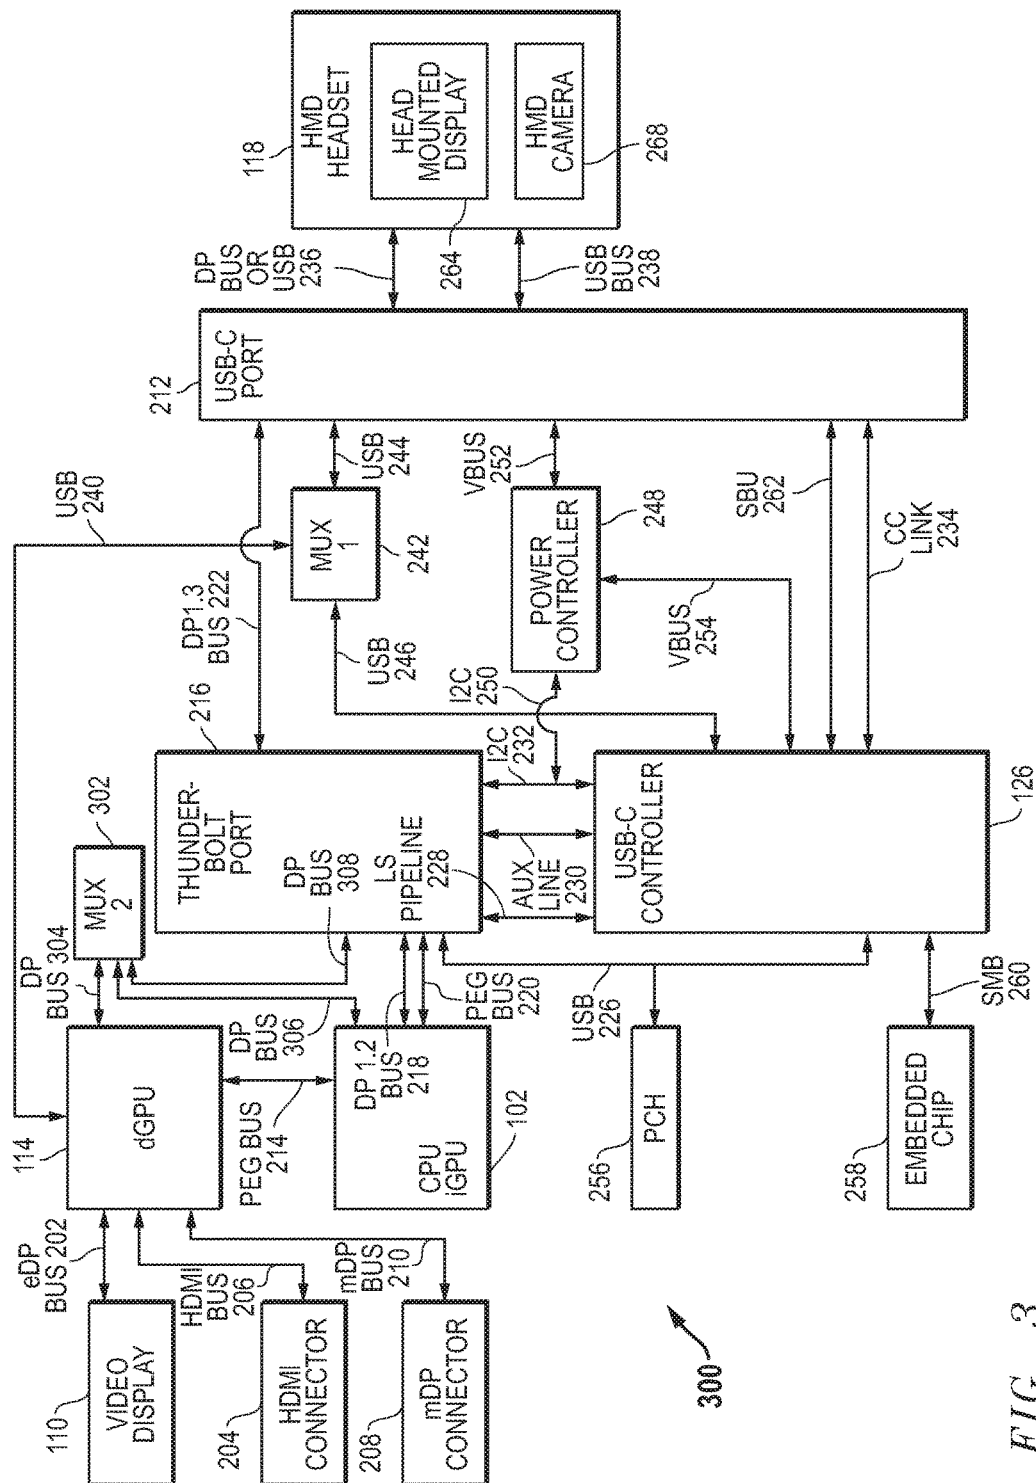 110
VIDEO
DISPLAY
204
HDMI
CONNECTOR
208
mDP CONNECTOR
eDP
BUS 202
HDMI
BUS
206
mDP
BUS
210
114
dGPU
PEG BUS
214
CPU
iGPU
102
DP 1.2
BUS
218
256
PCH
258
EMBEDDED
CHIP
DP
BUS 304
DP
BUS
306
PEG
BUS
220
USB
226
SMB
260
MUX
2
302
THUNDER-
BOLT
PORT
216
DP
BUS
308
LS
PIPELINE
228
AUX
LINE
230
I2C
232
USB-C
CONTROLLER
126
USB
240
DP1.3
BUS 222
USB
246
I2C
250
VBUS
254
MUX
1
242
POWER
CONTROLLER
248
USB
244
VBUS
252
SBU
262
CC
LINK
234
212
USB-C
PORT
DP
BUS
OR
USB
236
USB
BUS
238
118
HMD
HEADSET
HEAD
MOUNTED
DISPLAY
264
HMD
CAMERA
268
300
FIG. 3